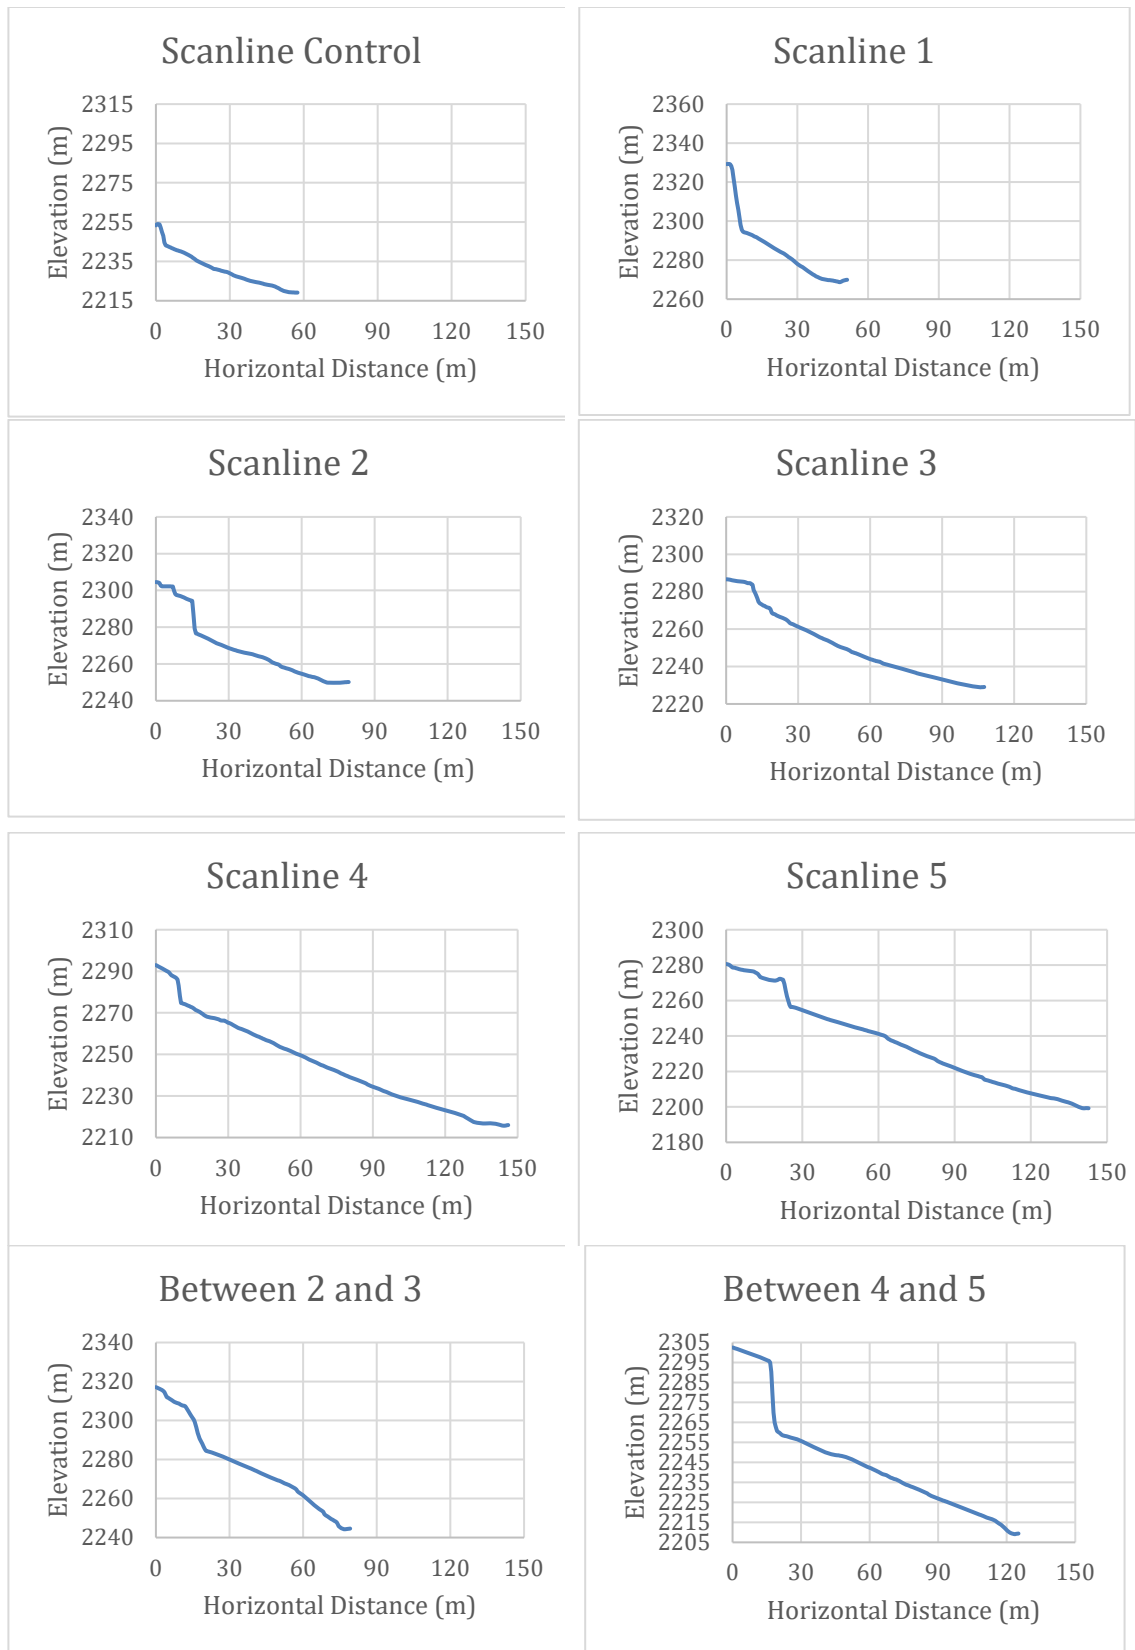 Scanline Control
Elevation (m)
2315
2295
2275
2255
2235
2215
0 30 60 90 120 150
Horizontal Distance (m)
Scanline 1
Elevation (m)
2360
2340
2320
2300
2280
2260
0 30 60 90 120 150
Horizontal Distance (m)
Scanline 2
Elevation (m)
2340
2320
2300
2280
2260
2240
0 30 60 90 120 150
Horizontal Distance (m)
Scanline 3
Elevation (m)
2320
2300
2280
2260
2240
2220
0 30 60 90 120 150
Horizontal Distance (m)
Scanline 4
Elevation (m)
2310
2290
2270
2250
2230
2210
0 30 60 90 120 150
Horizontal Distance (m)
Scanline 5
Elevation (m)
2300
2280
2260
2240
2220
2200
2180
0 30 60 90 120 150
Horizontal Distance (m)
Between 2 and 3
Elevation (m)
2340
2320
2300
2280
2260
2240
0 30 60 90 120 150
Horizontal Distance (m)
Between 4 and 5
Elevation (m)
2305
2295
2285
2275
2265
2255
2245
2235
2225
2215
2205
0 30 60 90 120 150
Horizontal Distance (m)